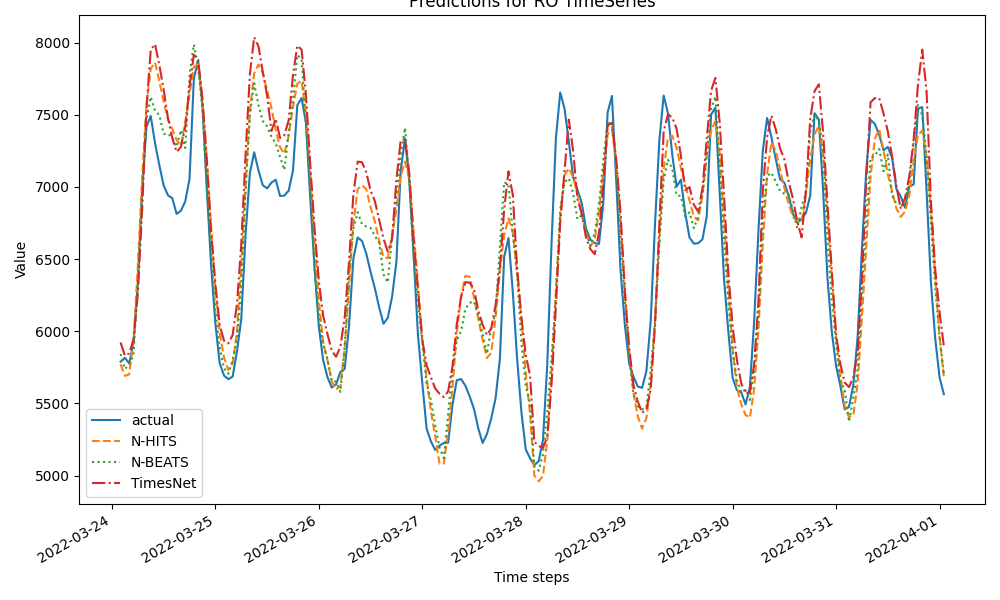 Predictions for RO TimeSeries
8000
7500
7000
6500
6000
5500
5000
Value
actual
N-HITS
N-BEATS
TimesNet
2022-03-24
2022-03-25
2022-03-26
2022-03-27
2022-03-28
2022-03-29
2022-03-30
2022-03-31
2022-04-01
Time steps